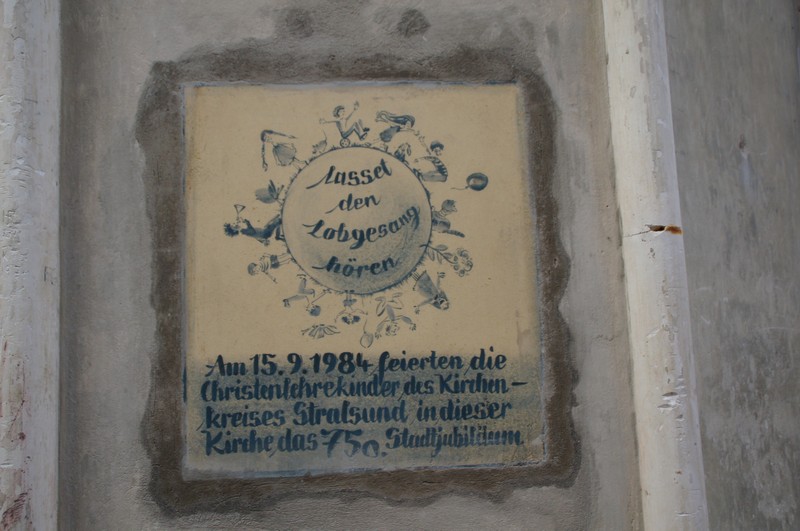 Lasset
den
Lobgesang
hören
Am 15.9.1984 feierten die
Christenlehrekinder des Kirchen-
kreises Stralsund in dieser
Kirche das 750. Stadtjubiläum